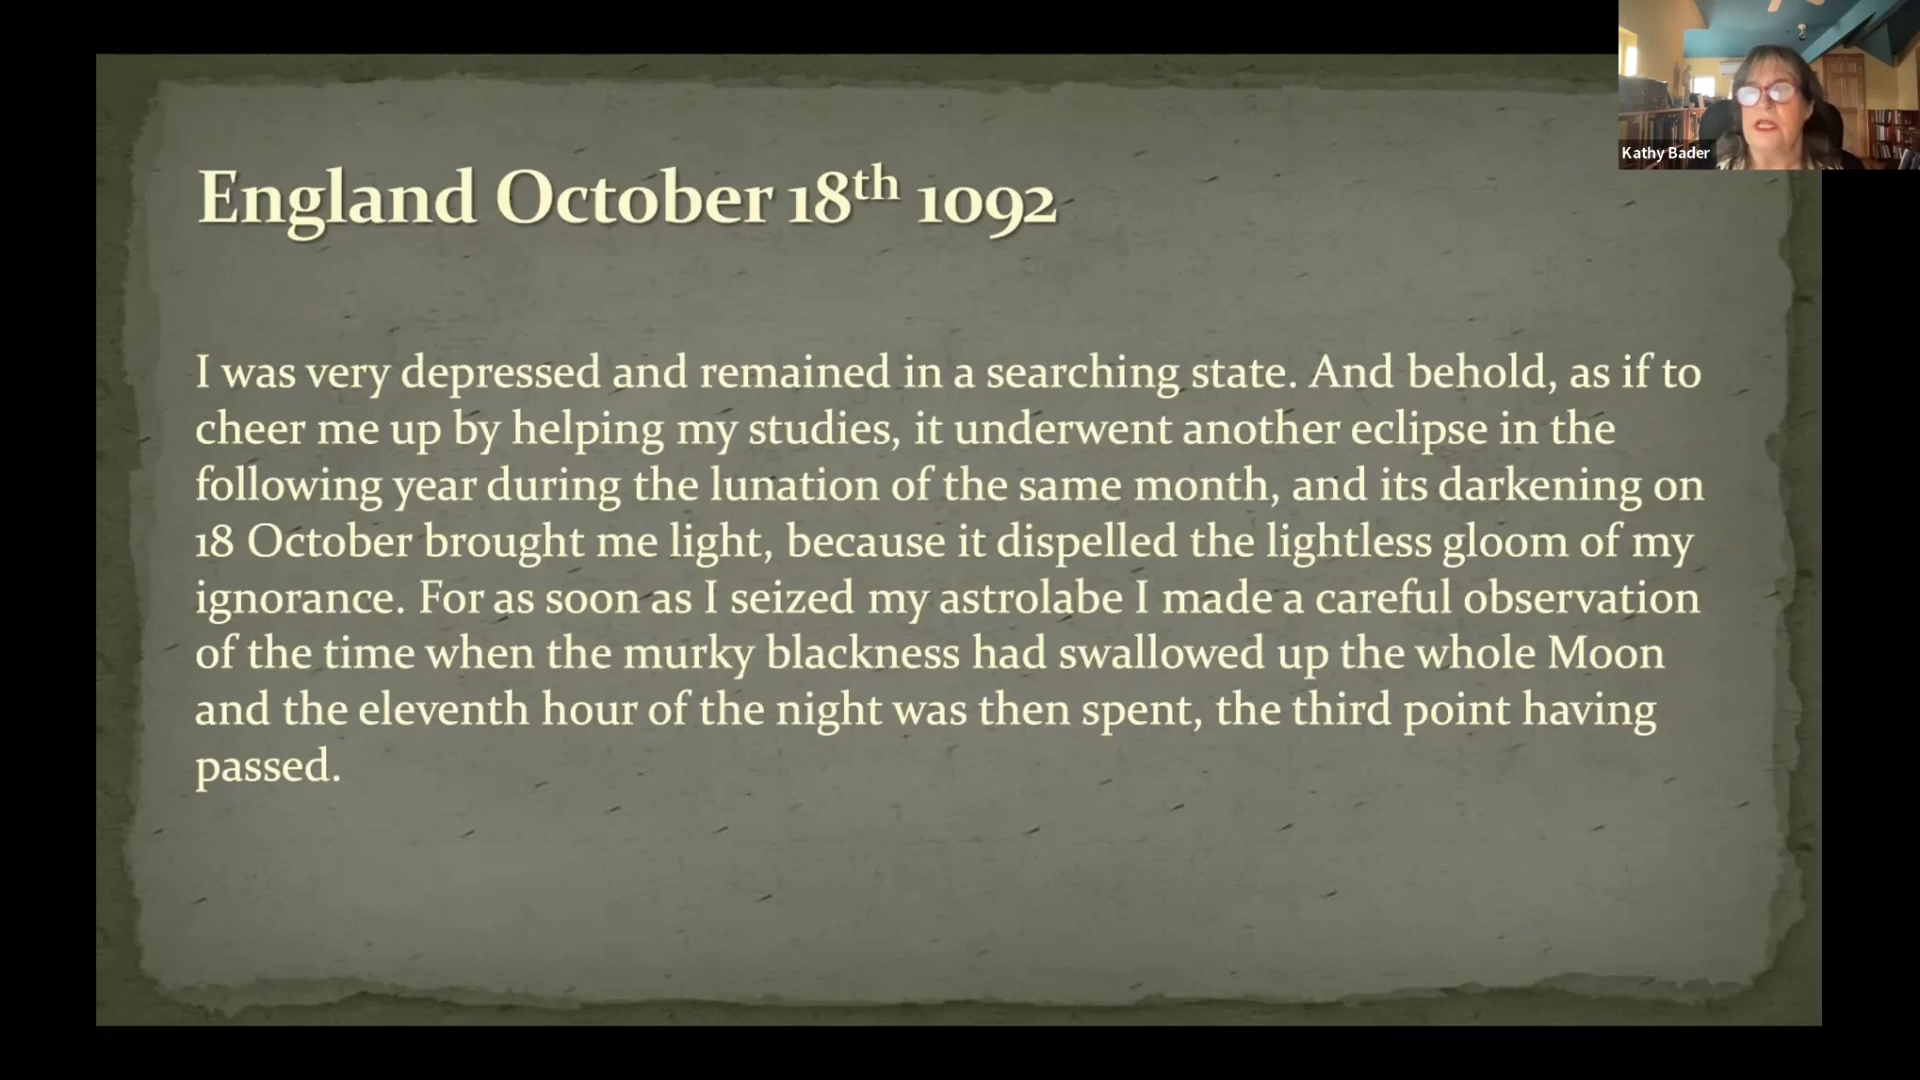 England October 18th 1092
I was very depressed and remained in a searching state. And behold, as if to
cheer me up by helping my studies, it underwent another eclipse in the
following year during the lunation of the same month, and its darkening on
18 October brought me light, because it dispelled the lightless gloom of my
ignorance. For as soon as I seized my astrolabe I made a careful observation
of the time when the murky blackness had swallowed up the whole Moon
and the eleventh hour of the night was then spent, the third point having
passed.
Kathy Bader